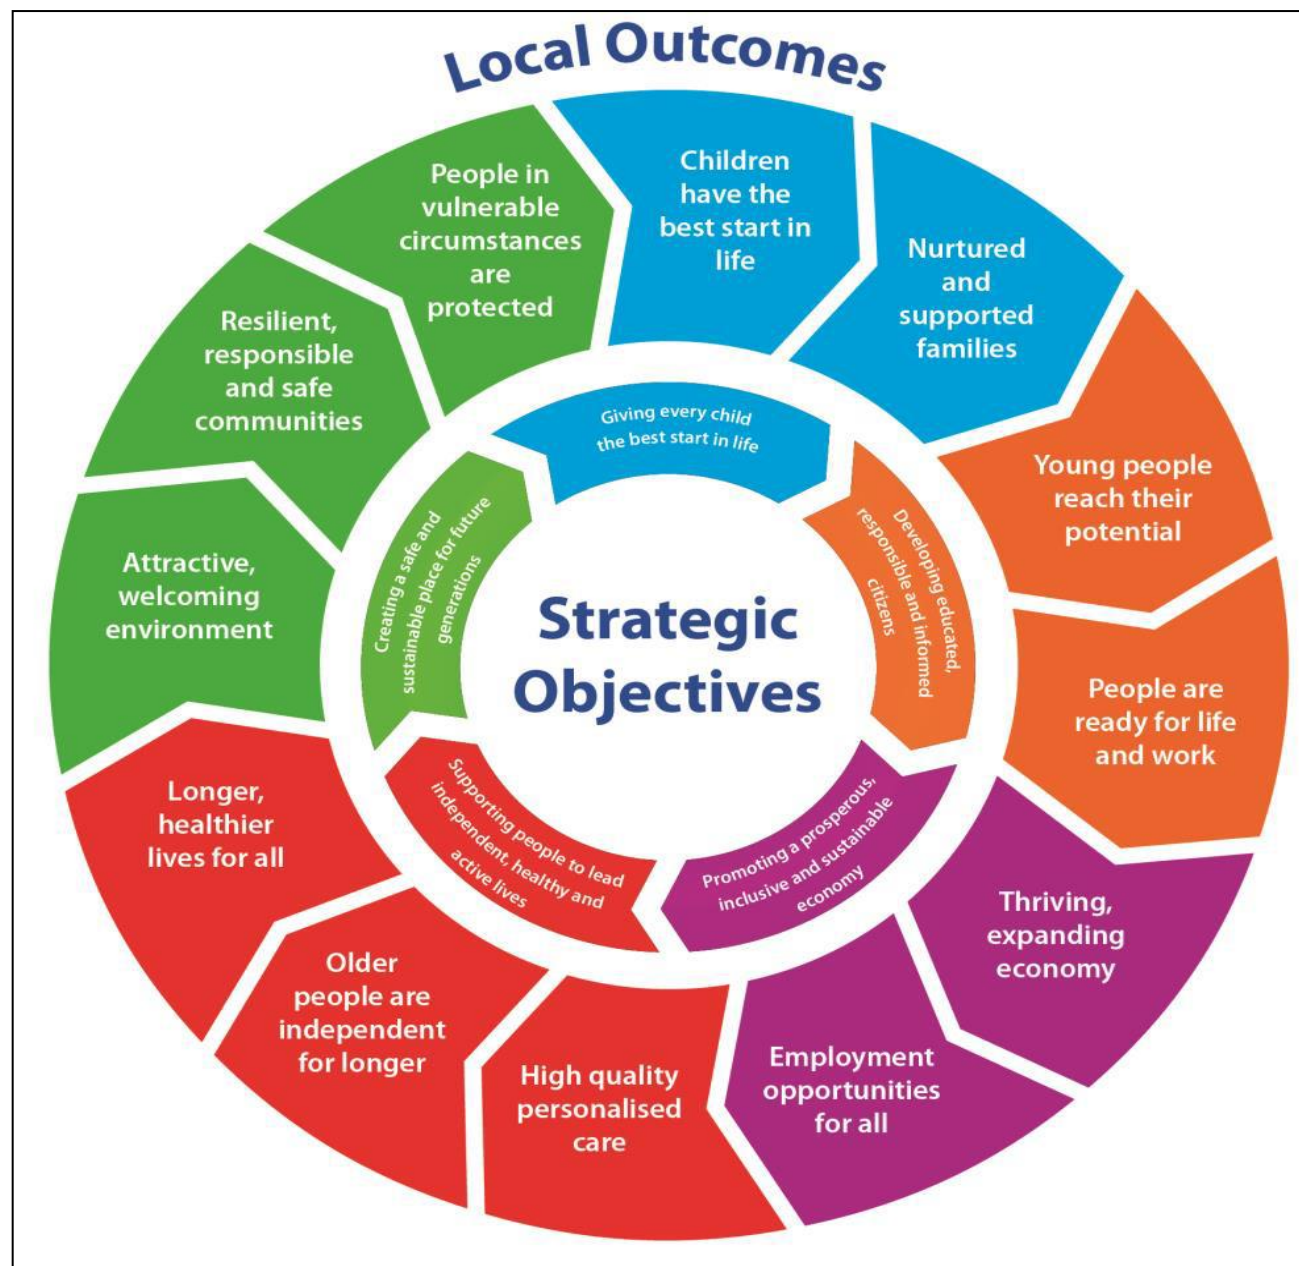 Local Outcomes
Children
have the
best start in
life
Nurtured
and
supported
families
Young people
reach their
potential
People are
ready for life
and work
Thriving,
expanding
economy
Employment
opportunities
for all
High quality
personalised
care
Older
people are
independent
for longer
Longer,
healthier
lives for all
Attractive,
welcoming
environment
Resilient,
responsible
and safe
communities
People in
vulnerable
circumstances
are
protected
Giving every child
the best start in life
Developing educated,
responsible and informed
citizens
Promoting a prosperous,
inclusive and sustainable
economy
Supporting people to lead
independent, healthy and
active lives
Creating a safe and
sustainable place for future
generations
Strategic
Objectives